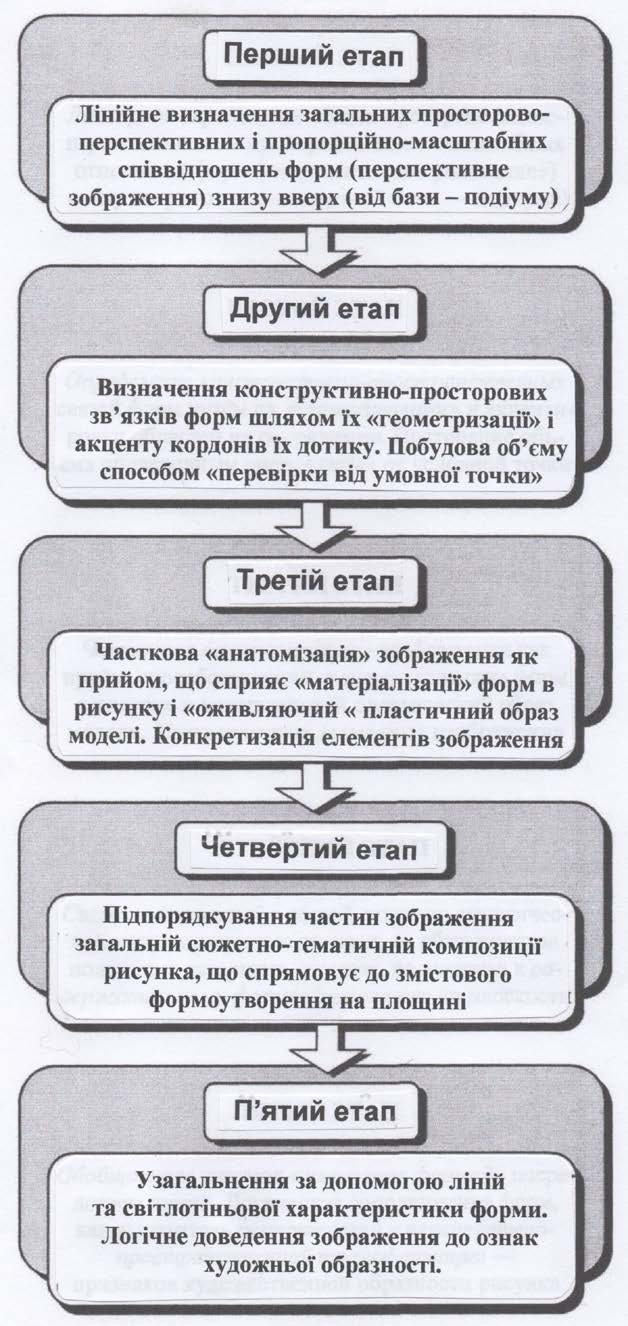 Перший етап
Лінійне визначення загальних просторово-
перспективних і пропорційно-масштабних
співвідношень форм (перспективне
зображення) знизу вверх (від бази – подіуму)
Другий етап
Визначення конструктивно-просторових
зв’язків форм шляхом їх «геометризації» і
акценту кордонів їх дотику. Побудова об’єму
способом «перевірки від умовної точки»
Третій етап
Часткова «анатомізація» зображення як
прийом, що сприяє «матеріалізації» форм в
рисунку і «оживляючий « пластичний образ
моделі. Конкретизація елементів зображення
Четвертий етап
Підпорядкування частин зображення
загальній сюжетно-тематичній композиції
рисунка, що спрямовує до змістового
формоутворення на площині
П’ятий етап
Узагальнення за допомогою ліній
та світлотіньової характеристики форми.
Логічне доведення зображення до ознак
художньої образності.